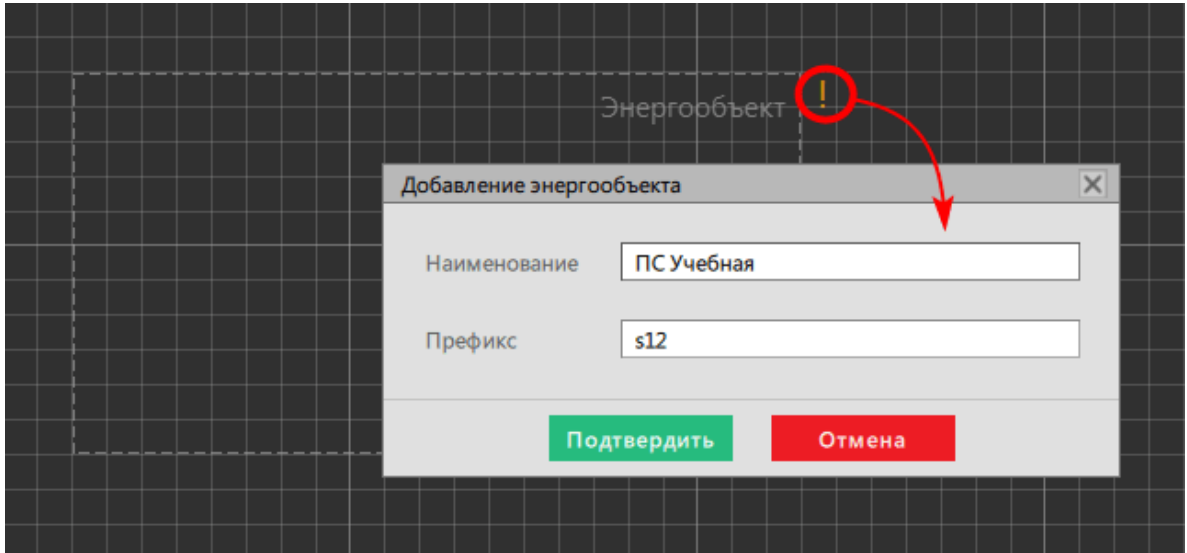 Энергообъект !
Добавление энергообъекта
Наименование ПС Учебная
Префикс s12
Подтвердить Отмена